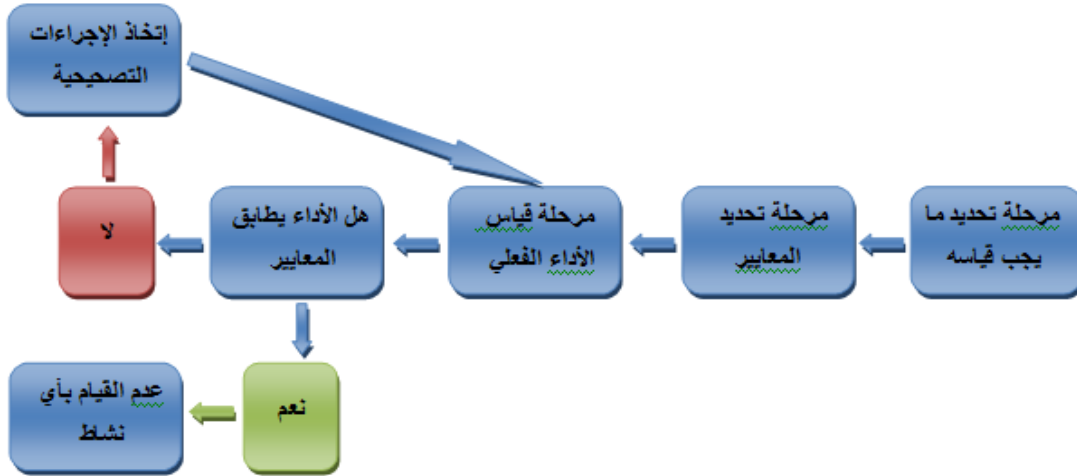 مرحلة تحديد ما
يجب قياسه
مرحلة تحديد
المعايير
مرحلة قياس
الأداء الفعلي
هل الأداء يطابق
المعايير
لا
إتخاذ الإجراءات
التصحيحية
نعم
عدم القيام بأي
نشاط